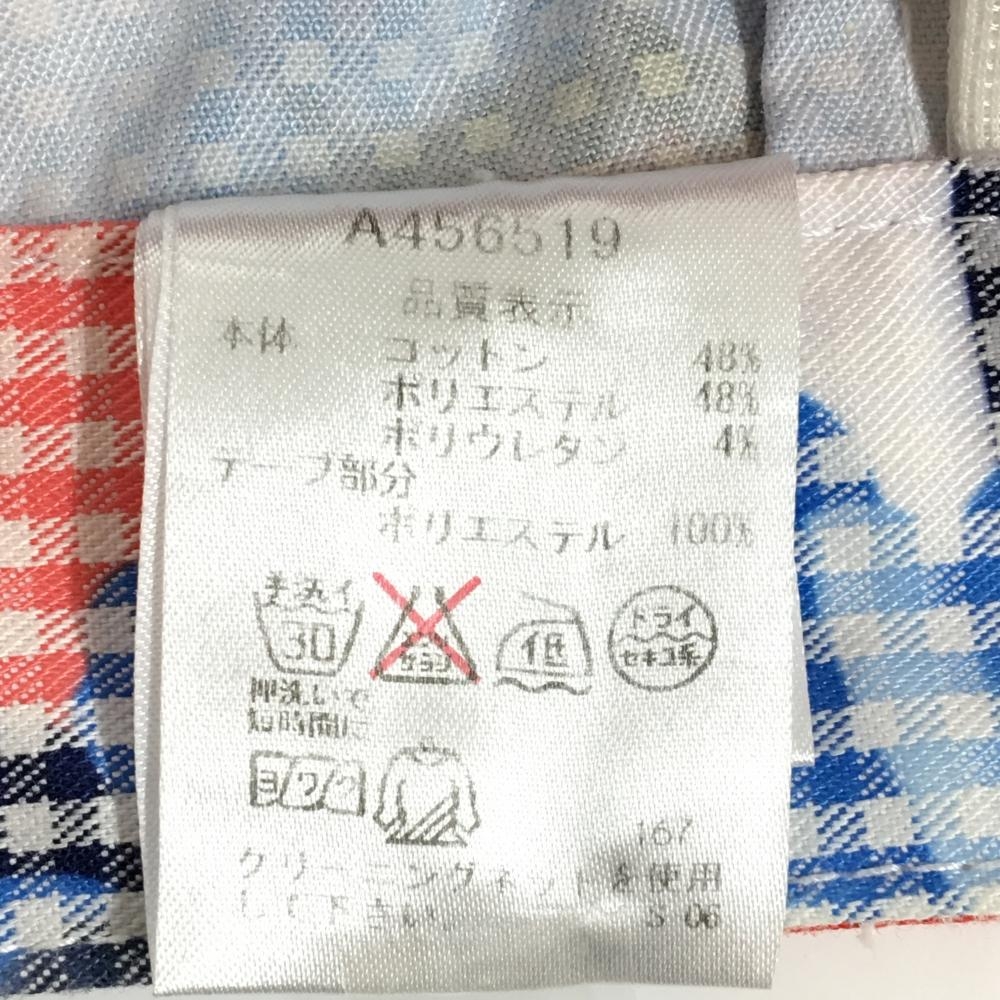 A456519
品質表示
本体
コットン 48%
ポリエステル 48%
ポリウレタン 4%
テープ部分
ポリエステル 100%
手洗イ
30
エンソ
サラシ
低
ドライ
セキユ系
押洗いで
短時間に
ヨワク
167
クリーニングネットを使用
して下さい S 06